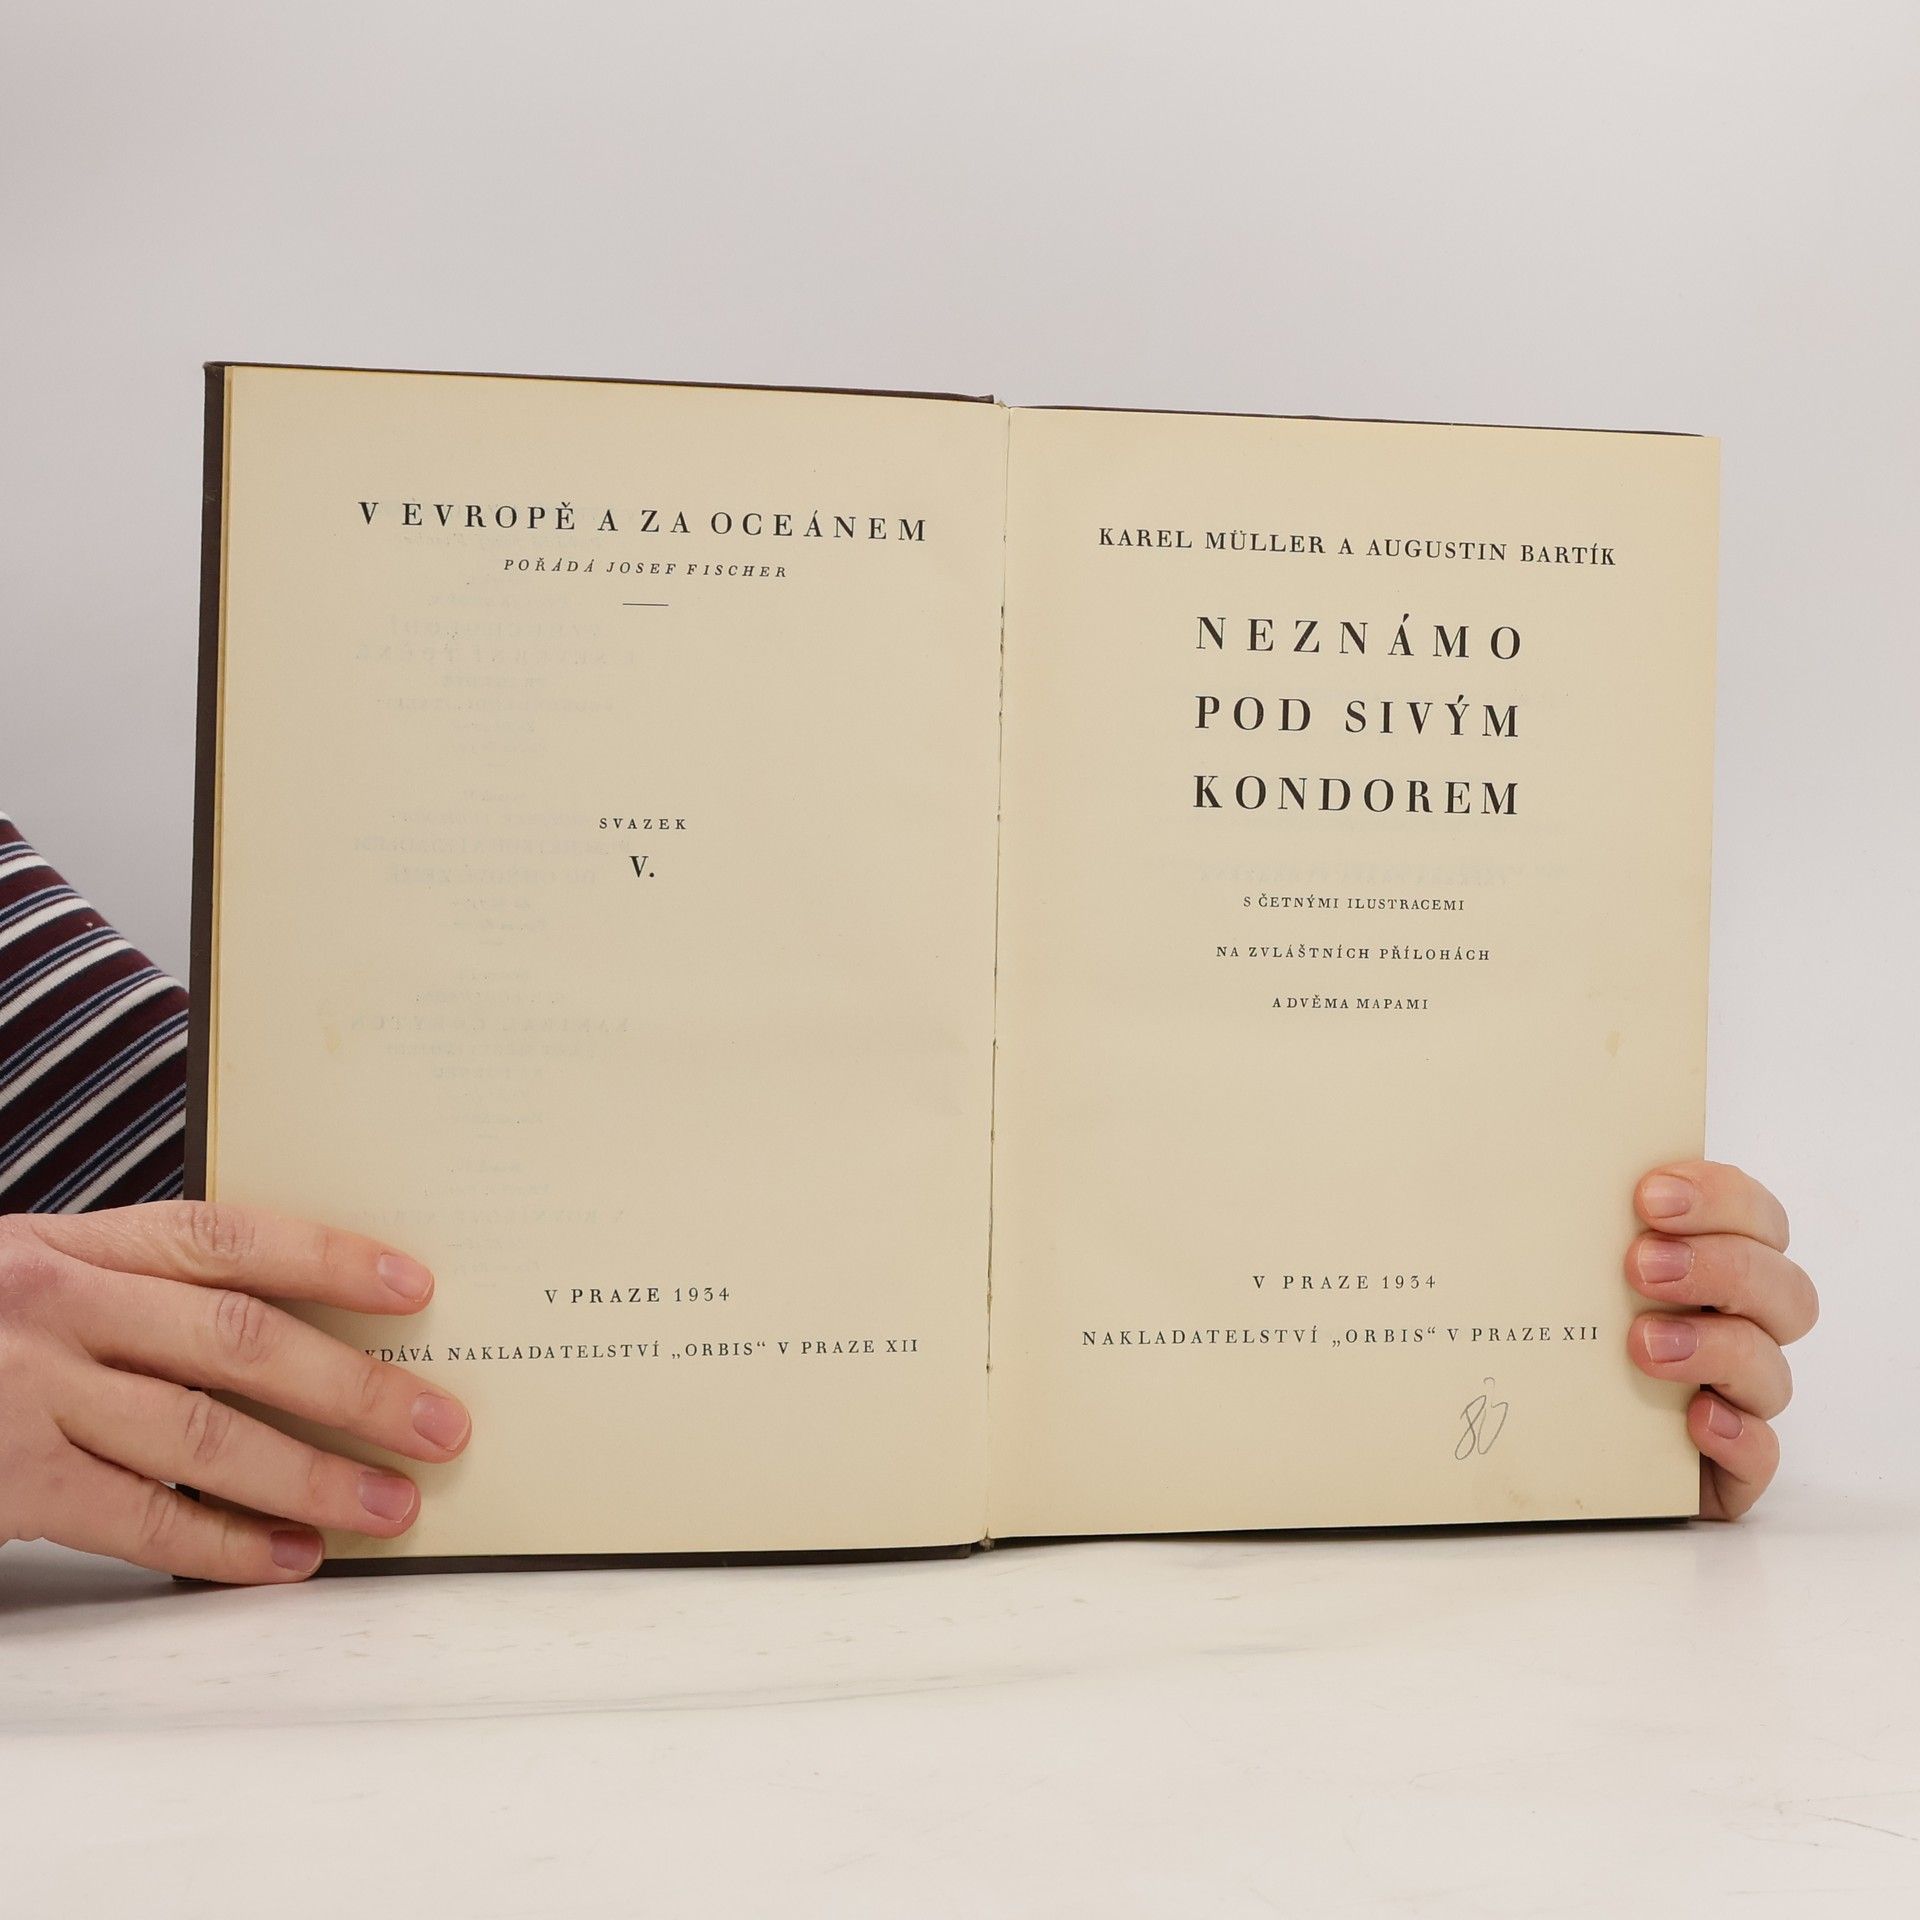 V EVROPĚ A ZA OCEÁNEM
POŘÁDÁ JOSEF FISCHER
SVAZEK
V.
V PRAZE 1934
NAKLADATELSTVÍ „ORBIS“ V PRAZE XII
KAREL MÜLLER A AUGUSTIN BARTÍK
NEZNÁMO
POD SIVÝM
KONDOREM
S ČETNÝMI ILUSTRACEMI
NA ZVLÁŠTNÍCH PŘÍLOHÁCH
A DVĚMA MAPAMI
V PRAZE 1934
NAKLADATELSTVÍ „ORBIS“ V PRAZE XII